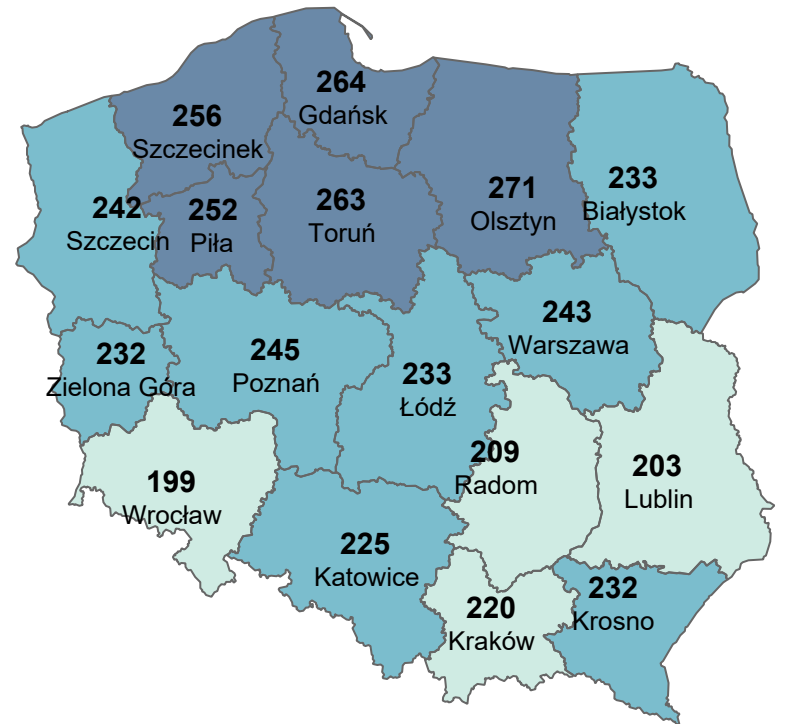 264
Gdańsk
256
Szczecinek
271
Olsztyn
233
Białystok
242
Szczecin
252
Piła
263
Toruń
243
Warszawa
232
Zielona Góra
245
Poznań
233
Łódź
209
Radom
203
Lublin
199
Wrocław
225
Katowice
220
Kraków
232
Krosno